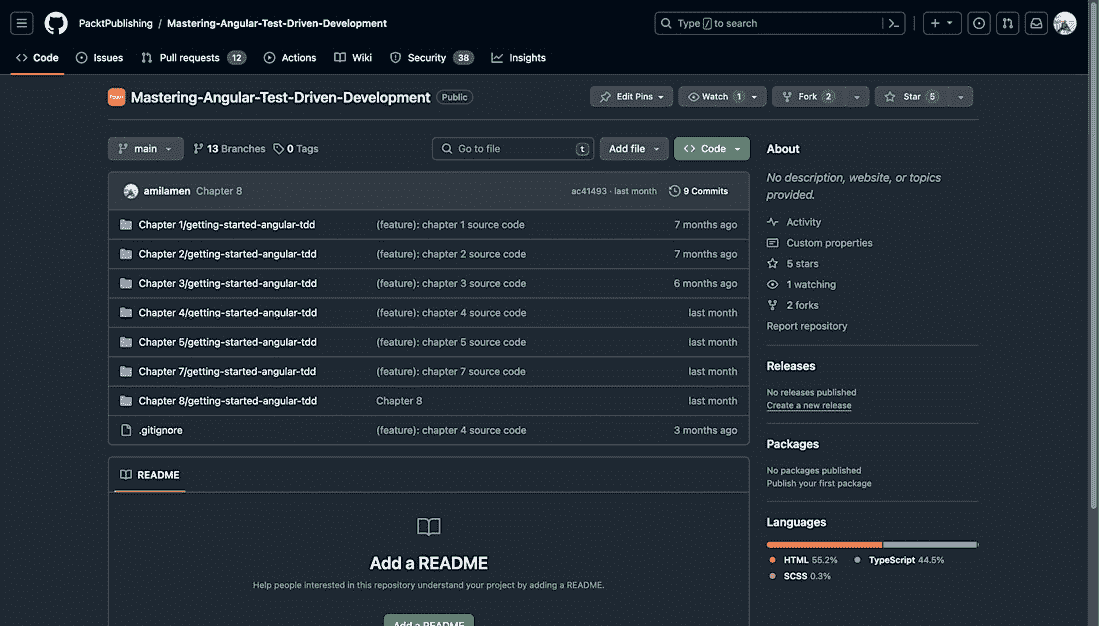 PacktPublishing / Mastering-Angular-Test-Driven-Development
Type / to search
Code Issues Pull requests 12 Actions Wiki Security 38 Insights
Mastering-Angular-Test-Driven-Development Public
Edit Pins Watch 1 Fork 2 Star 5
main 13 Branches 0 Tags Go to file t Add file Code
amilamen Chapter 8 ac41493 · last month 9 Commits
Chapter 1/getting-started-angular-tdd (feature): chapter 1 source code 7 months ago
Chapter 2/getting-started-angular-tdd (feature): chapter 2 source code 7 months ago
Chapter 3/getting-started-angular-tdd (feature): chapter 3 source code 6 months ago
Chapter 4/getting-started-angular-tdd (feature): chapter 4 source code last month
Chapter 5/getting-started-angular-tdd (feature): chapter 5 source code last month
Chapter 7/getting-started-angular-tdd (feature): chapter 7 source code last month
Chapter 8/getting-started-angular-tdd Chapter 8 last month
.gitignore (feature): chapter 4 source code 3 months ago
README
Add a README
Help people interested in this repository understand your project by adding a README.
Add a README
About
No description, website, or topics
provided.
Activity
Custom properties
5 stars
1 watching
2 forks
Report repository
Releases
No releases published
Create a new release
Packages
No packages published
Publish your first package
Languages
HTML 55.2% TypeScript 44.5%
SCSS 0.3%